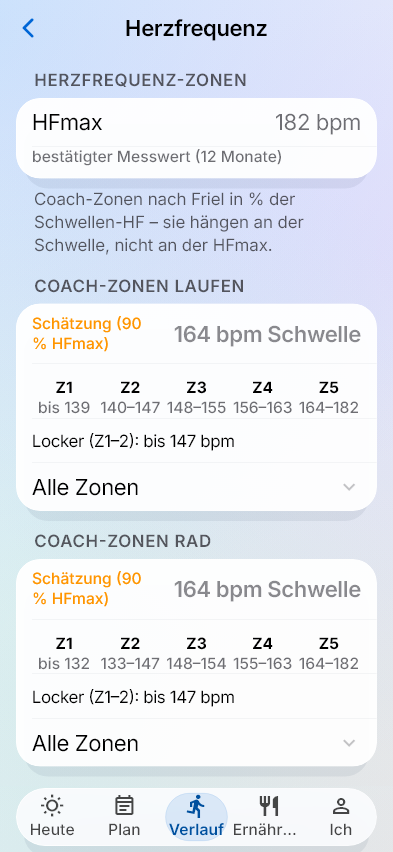 Herzfrequenz
HERZFREQUENZ-ZONEN
HFmax 182 bpm
bestätigter Messwert (12 Monate)
Coach-Zonen nach Friel in % der
Schwellen-HF – sie hängen an der
Schwelle, nicht an der HFmax.
COACH-ZONEN LAUFEN
Schätzung (90
% HFmax)
164 bpm Schwelle
Z1 Z2 Z3 Z4 Z5
bis 139 140–147 148–155 156–163 164–182
Locker (Z1–2): bis 147 bpm
Alle Zonen
COACH-ZONEN RAD
Schätzung (90
% HFmax)
164 bpm Schwelle
Z1 Z2 Z3 Z4 Z5
bis 132 133–147 148–154 155–163 164–182
Locker (Z1–2): bis 147 bpm
Alle Zonen
Heute Plan Verlauf Ernähr... Ich